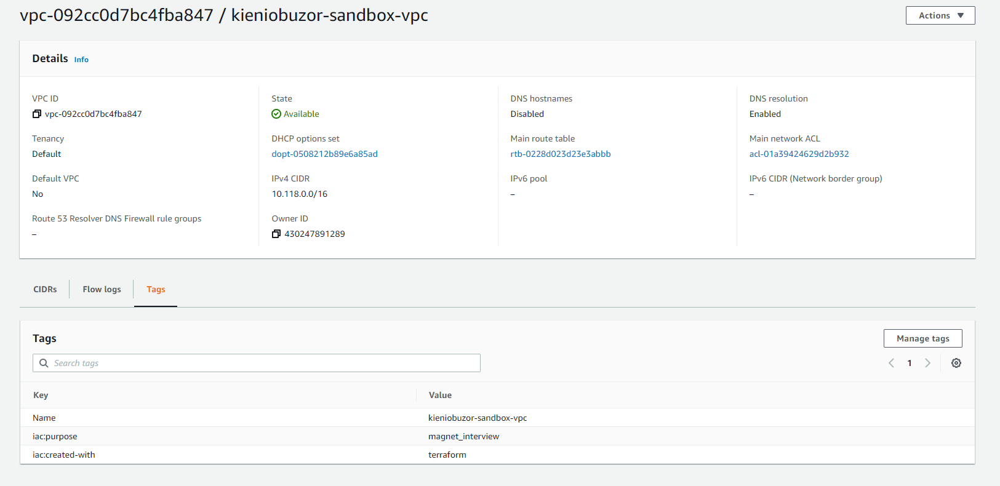 vpc-092cc0d7bc4fba847 / kieniobuzor-sandbox-vpc
Actions
Details Info
VPC ID
vpc-092cc0d7bc4fba847
State
Available
DNS hostnames
Disabled
DNS resolution
Enabled
Tenancy
Default
DHCP options set
dopt-0508212b89e6a85ad
Main route table
rtb-0228d023d23e3abbb
Main network ACL
acl-01a39424629d2b932
Default VPC
No
IPv4 CIDR
10.118.0.0/16
IPv6 pool
–
IPv6 CIDR (Network border group)
–
Route 53 Resolver DNS Firewall rule groups
–
Owner ID
430247891289
CIDRs
Flow logs
Tags
Tags
Manage tags
Search tags
1
Key Value
Name kieniobuzor-sandbox-vpc
iac:purpose magnet_interview
iac:created-with terraform